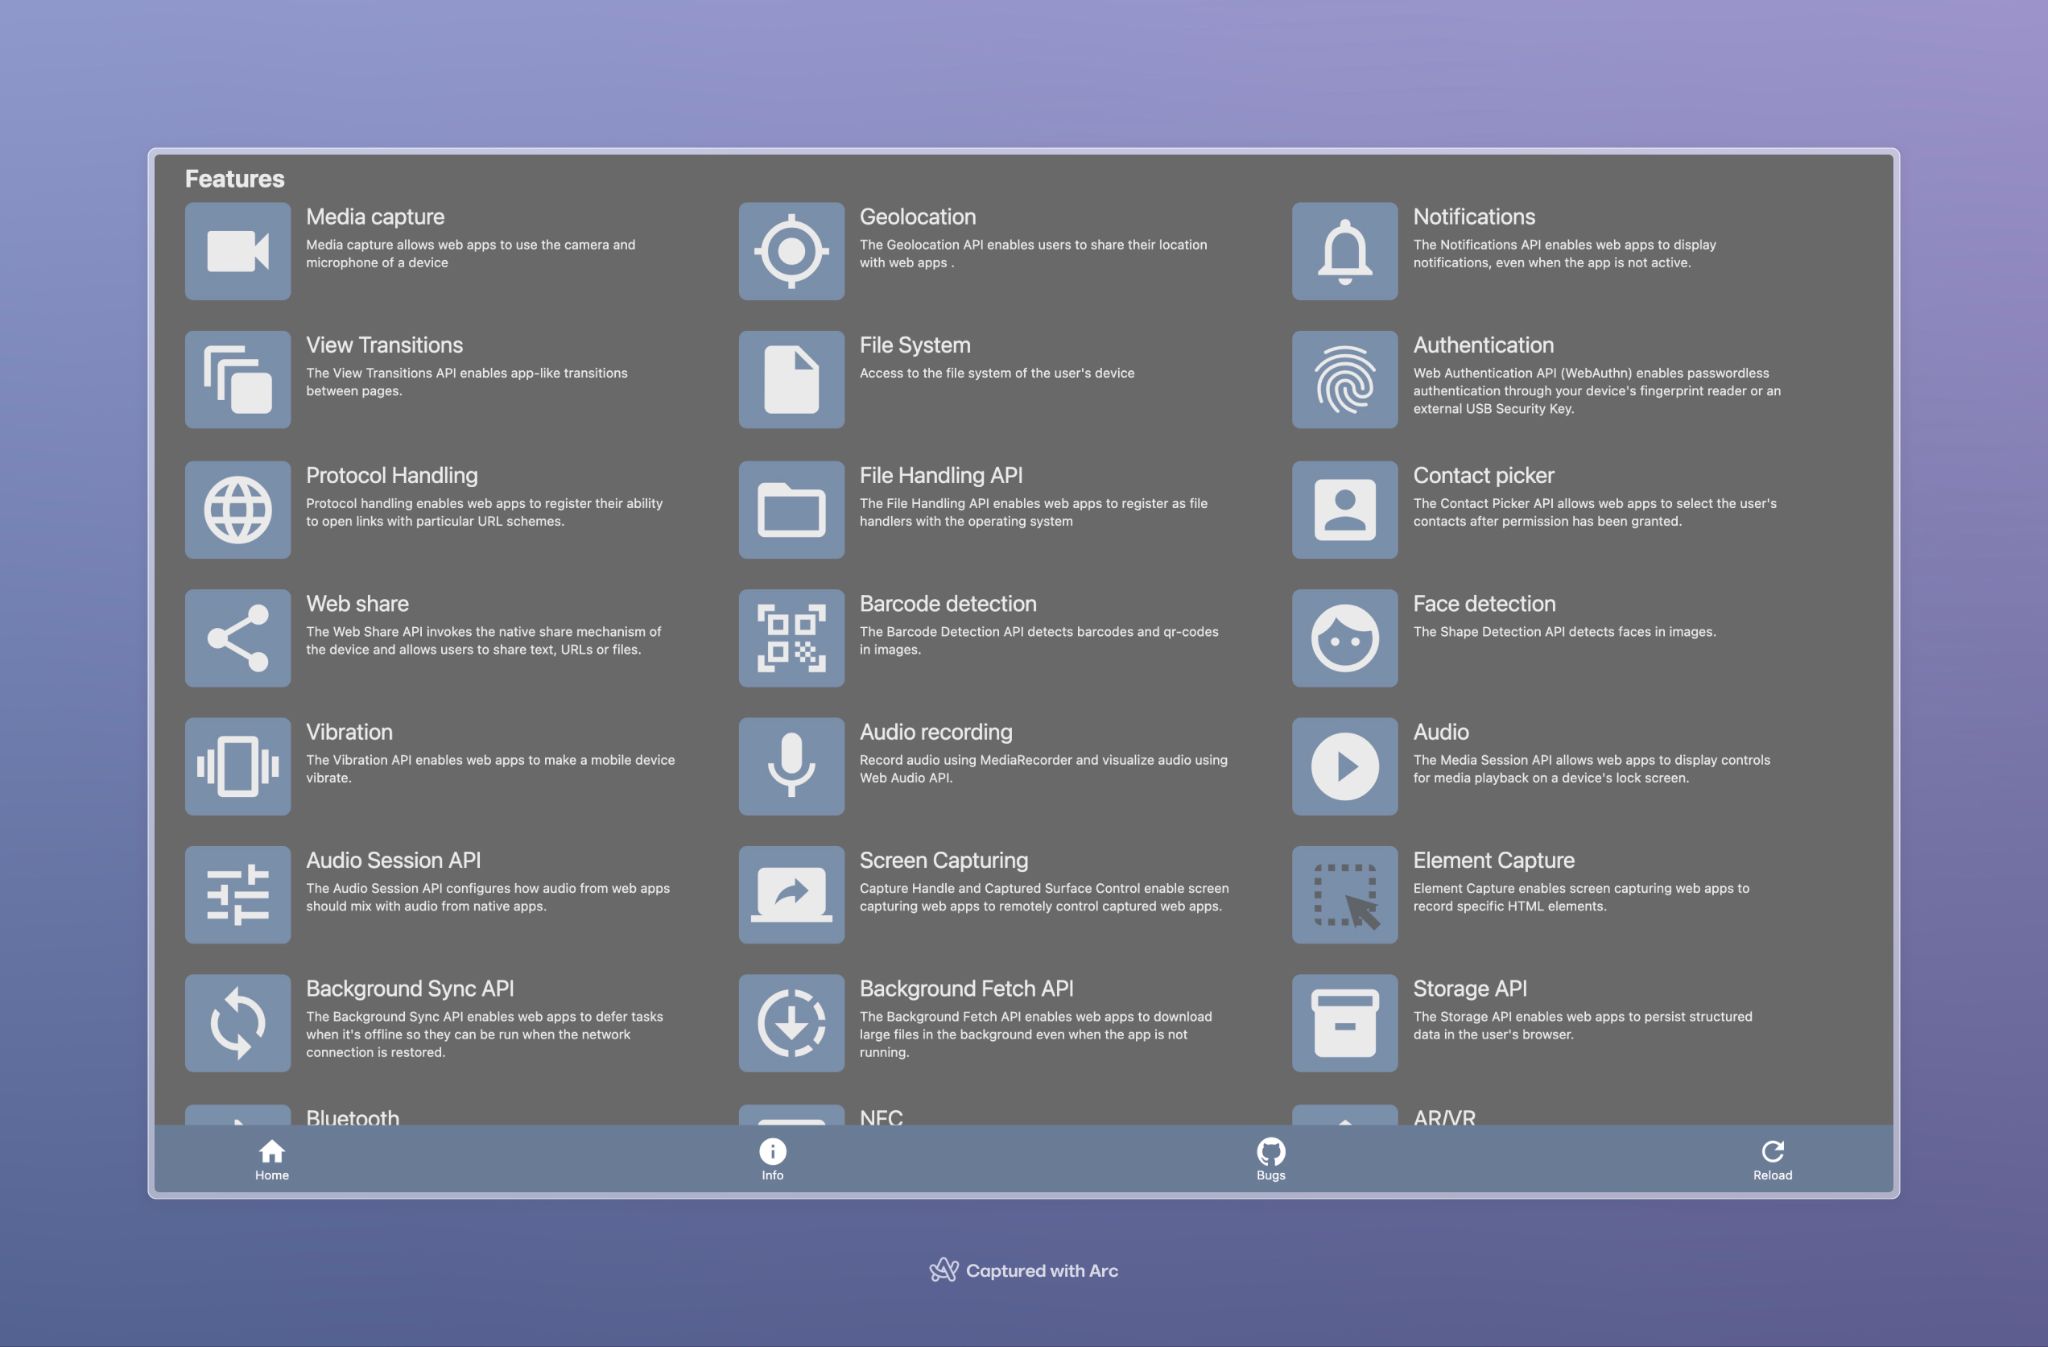 Features
Media capture
Media capture allows web apps to use the camera and
microphone of a device
Geolocation
The Geolocation API enables users to share their location
with web apps .
Notifications
The Notifications API enables web apps to display
notifications, even when the app is not active.
View Transitions
The View Transitions API enables app-like transitions
between pages.
File System
Access to the file system of the user's device
Authentication
Web Authentication API (WebAuthn) enables passwordless
authentication through your device's fingerprint reader or an
external USB Security Key.
Protocol Handling
Protocol handling enables web apps to register their ability
to open links with particular URL schemes.
File Handling API
The File Handling API enables web apps to register as file
handlers with the operating system
Contact picker
The Contact Picker API allows web apps to select the user's
contacts after permission has been granted.
Web share
The Web Share API invokes the native share mechanism of
the device and allows users to share text, URLs or files.
Barcode detection
The Barcode Detection API detects barcodes and qr-codes
in images.
Face detection
The Shape Detection API detects faces in images.
Vibration
The Vibration API enables web apps to make a mobile device
vibrate.
Audio recording
Record audio using MediaRecorder and visualize audio using
Web Audio API.
Audio
The Media Session API allows web apps to display controls
for media playback on a device's lock screen.
Audio Session API
The Audio Session API configures how audio from web apps
should mix with audio from native apps.
Screen Capturing
Capture Handle and Captured Surface Control enable screen
capturing web apps to remotely control captured web apps.
Element Capture
Element Capture enables screen capturing web apps to
record specific HTML elements.
Background Sync API
The Background Sync API enables web apps to defer tasks
when it's offline so they can be run when the network
connection is restored.
Background Fetch API
The Background Fetch API enables web apps to download
large files in the background even when the app is not
running.
Storage API
The Storage API enables web apps to persist structured
data in the user's browser.
Bluetooth
NFC
AR/VR
Home
Info
Bugs
Reload
Captured with Arc